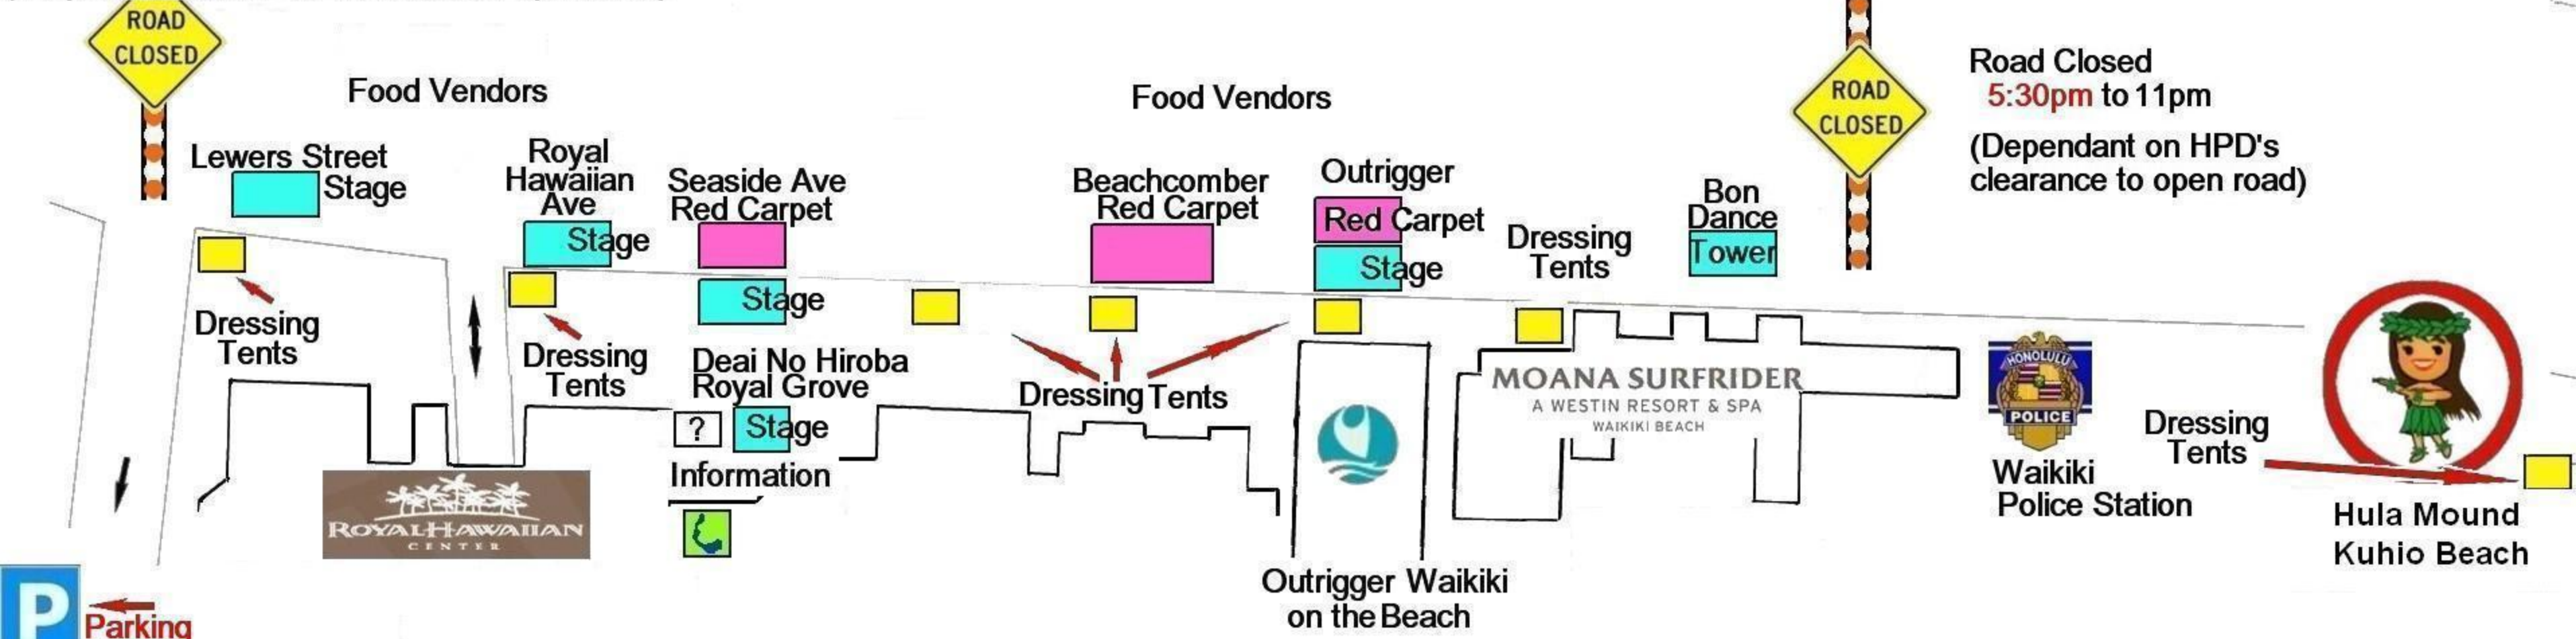 ROAD
CLOSED
Food Vendors
Food Vendors
ROAD
CLOSED
Road Closed
5:30pm to 11pm
(Dependant on HPD's
clearance to open road)
Lewers Street
Stage
Royal
Hawaiian
Ave
Stage
Seaside Ave
Red Carpet
Stage
Beachcomber
Red Carpet
Outrigger
Red Carpet
Stage
Dressing
Tents
Bon
Dance
Tower
Dressing
Tents
Dressing
Tents
Deai No Hiroba
Royal Grove
? Stage
Information
Dressing Tents
MOANA SURFRIDER
A WESTIN RESORT & SPA
WAIKIKI BEACH
HONOLULU
POLICE
Waikiki
Police Station
Dressing
Tents
Hula Mound
Kuhio Beach
ROYAL HAWAIIAN
CENTER
Outrigger Waikiki
on the Beach
P
Parking